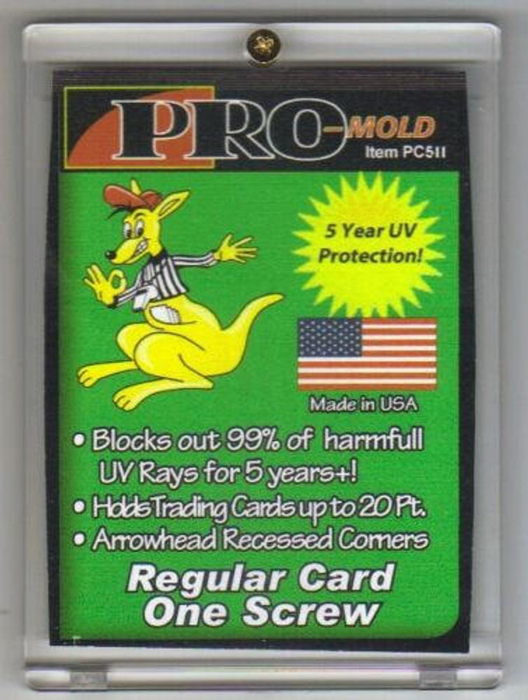 PRO-MOLD
Item PC5II
5 Year UV
Protection!
Made in USA
• Blocks out 99% of harmfull
UV Rays for 5 years+!
• Holds Trading Cards up to 20 Pt.
• Arrowhead Recessed Corners
Regular Card
One Screw